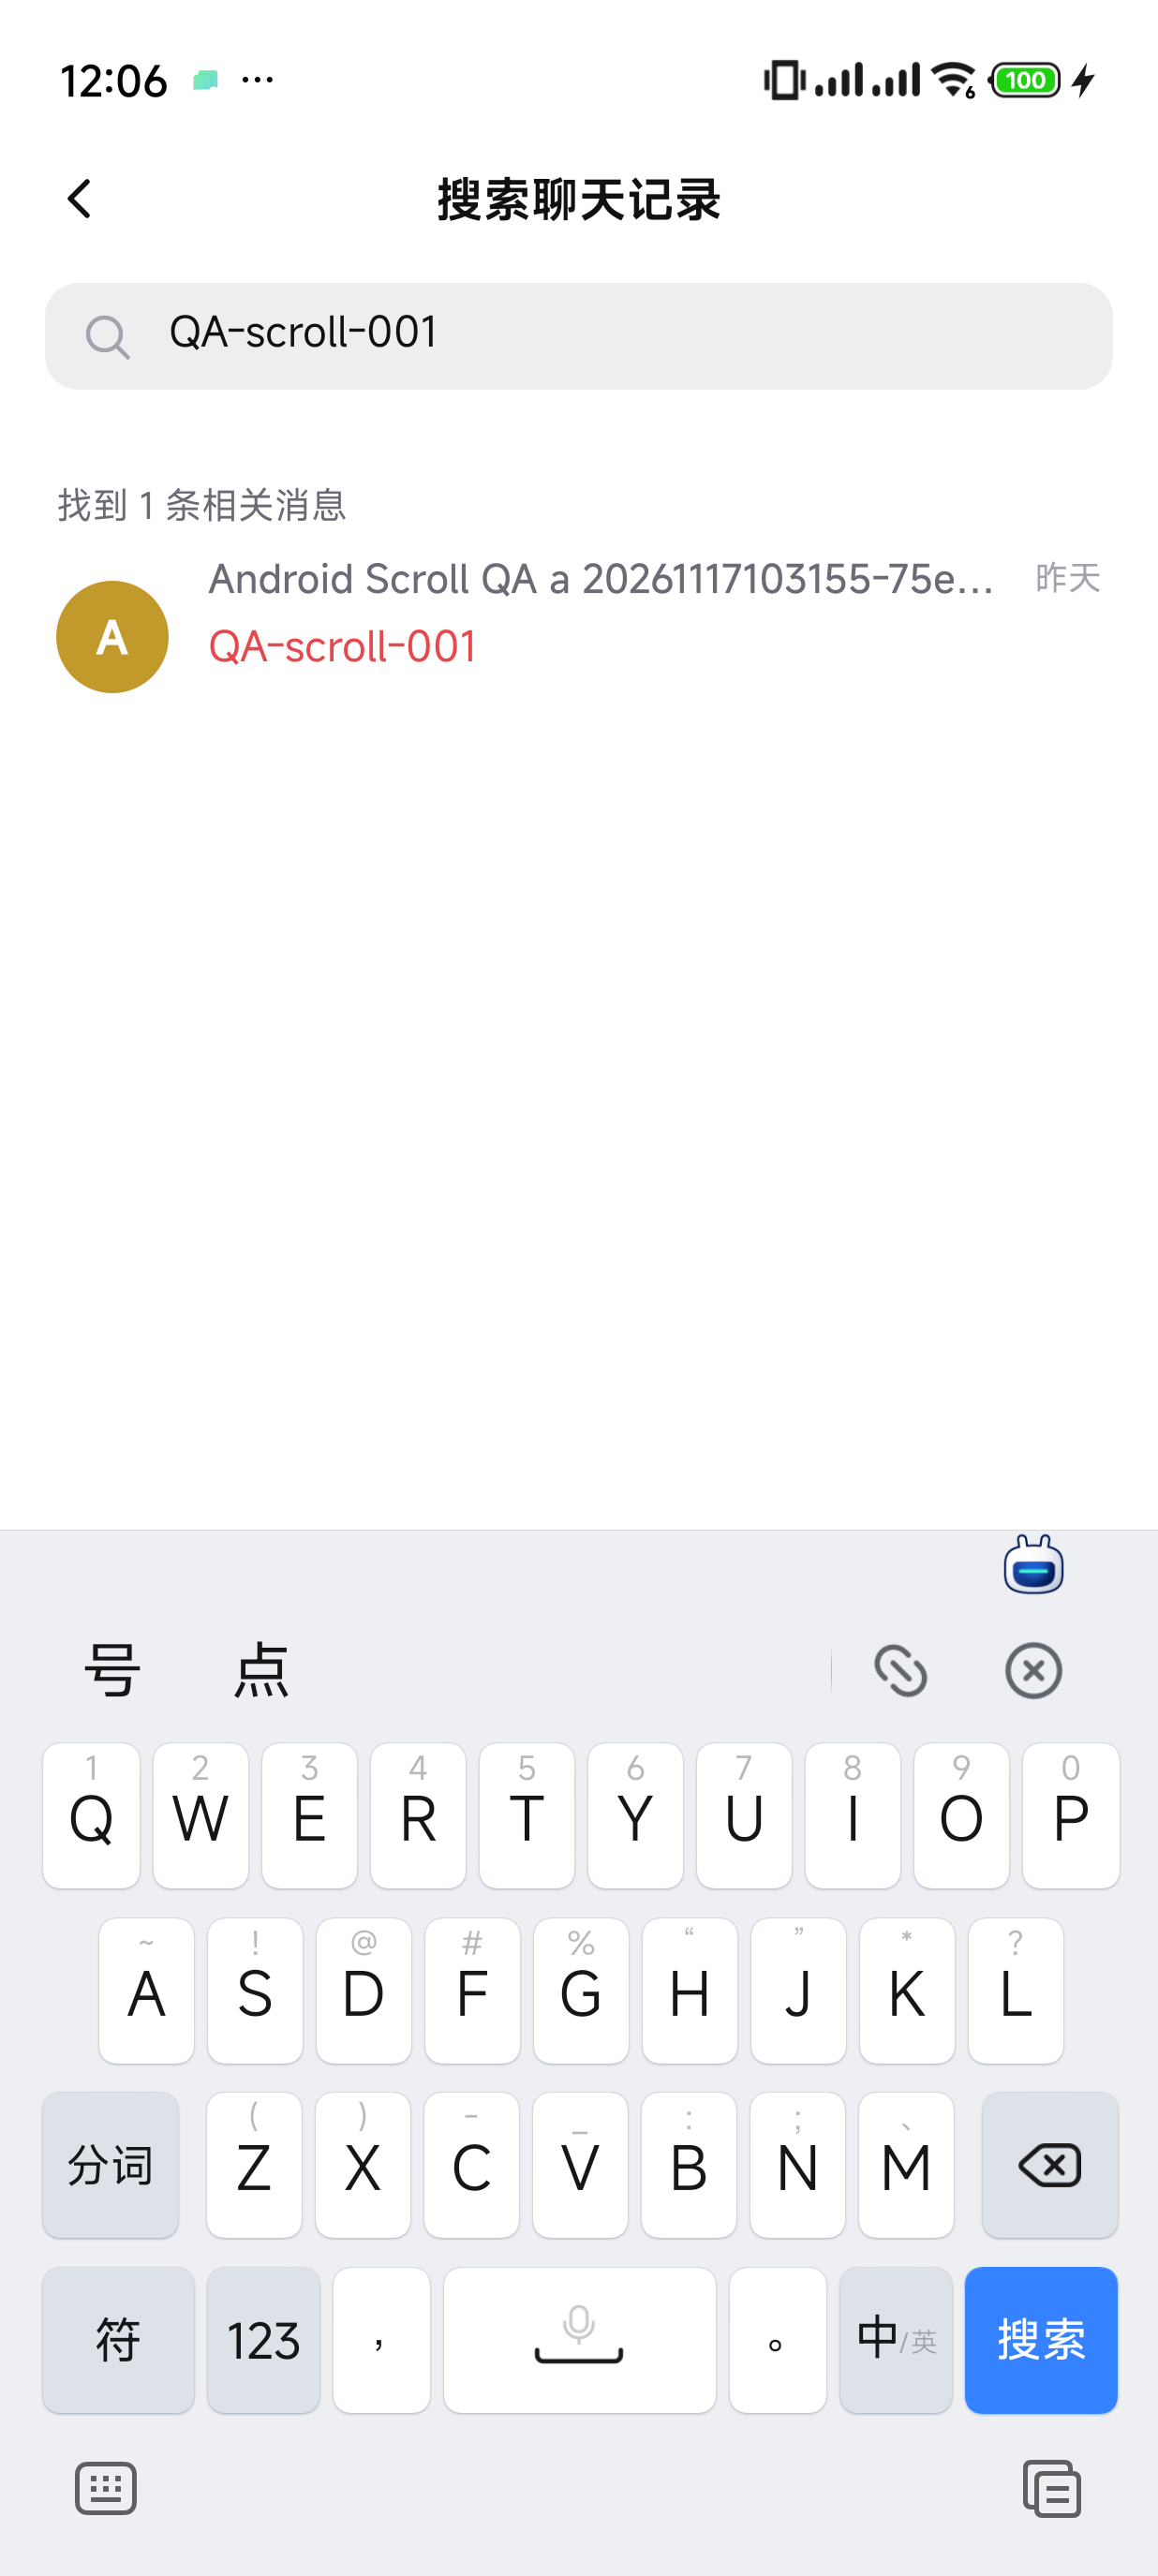 12:06 ... 6 100
搜索聊天记录
QA-scroll-001
找到 1 条相关消息
A
Android Scroll QA a 20261117103155-75e... 昨天
QA-scroll-001
号 点
1 2 3 4 5 6 7 8 9 0
Q W E R T Y U I O P
~ ! @ # % “ ” * ?
A S D F G H J K L
( ) - _ : ; 、
分词 Z X C V B N M
符 123 , 。 中/英 搜索